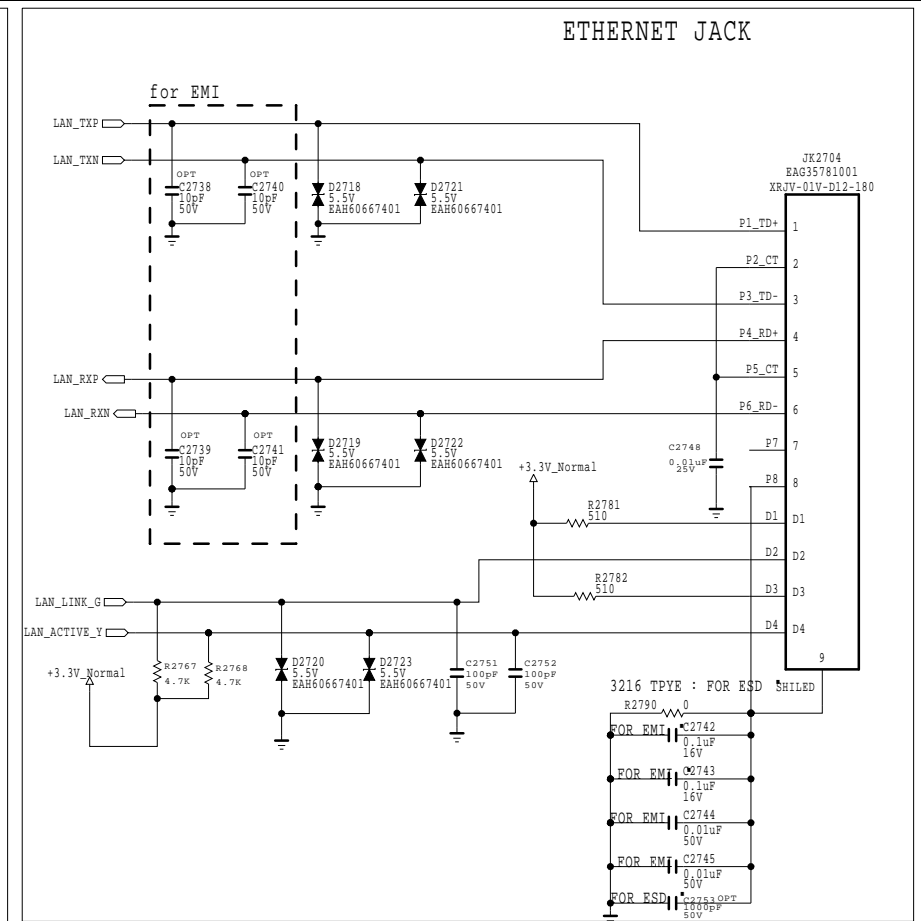 ETHERNET JACK
for EMI
LAN_TXP
LAN_TXN
OPT
C2738
10pF
50V
OPT
C2740
10pF
50V
D2718
5.5V
EAH60667401
D2721
5.5V
EAH60667401
JK2704
EAG35781001
XRJV-01V-D12-180
P1_TD+
1
P2_CT
2
P3_TD-
3
P4_RD+
4
P5_CT
5
P6_RD-
6
P7
7
P8
8
D1
D1
D2
D2
D3
D3
D4
D4
9
LAN_RXP
LAN_RXN
OPT
C2739
10pF
50V
OPT
C2741
10pF
50V
D2719
5.5V
EAH60667401
D2722
5.5V
EAH60667401
C2748
0.01uF
25V
+3.3V_Normal
R2781
510
R2782
510
LAN_LINK_G
LAN_ACTIVE_Y
+3.3V_Normal
R2767
4.7K
R2768
4.7K
D2720
5.5V
EAH60667401
D2723
5.5V
EAH60667401
C2751
100pF
50V
C2752
100pF
50V
3216 TPYE : FOR ESD
SHILED
R2790
0
FOR EMI
C2742
0.1uF
16V
FOR EMI
C2743
0.1uF
16V
FOR EMI
C2744
0.01uF
50V
FOR EMI
C2745
0.01uF
50V
FOR ESD
C2753
OPT
1000pF
50V